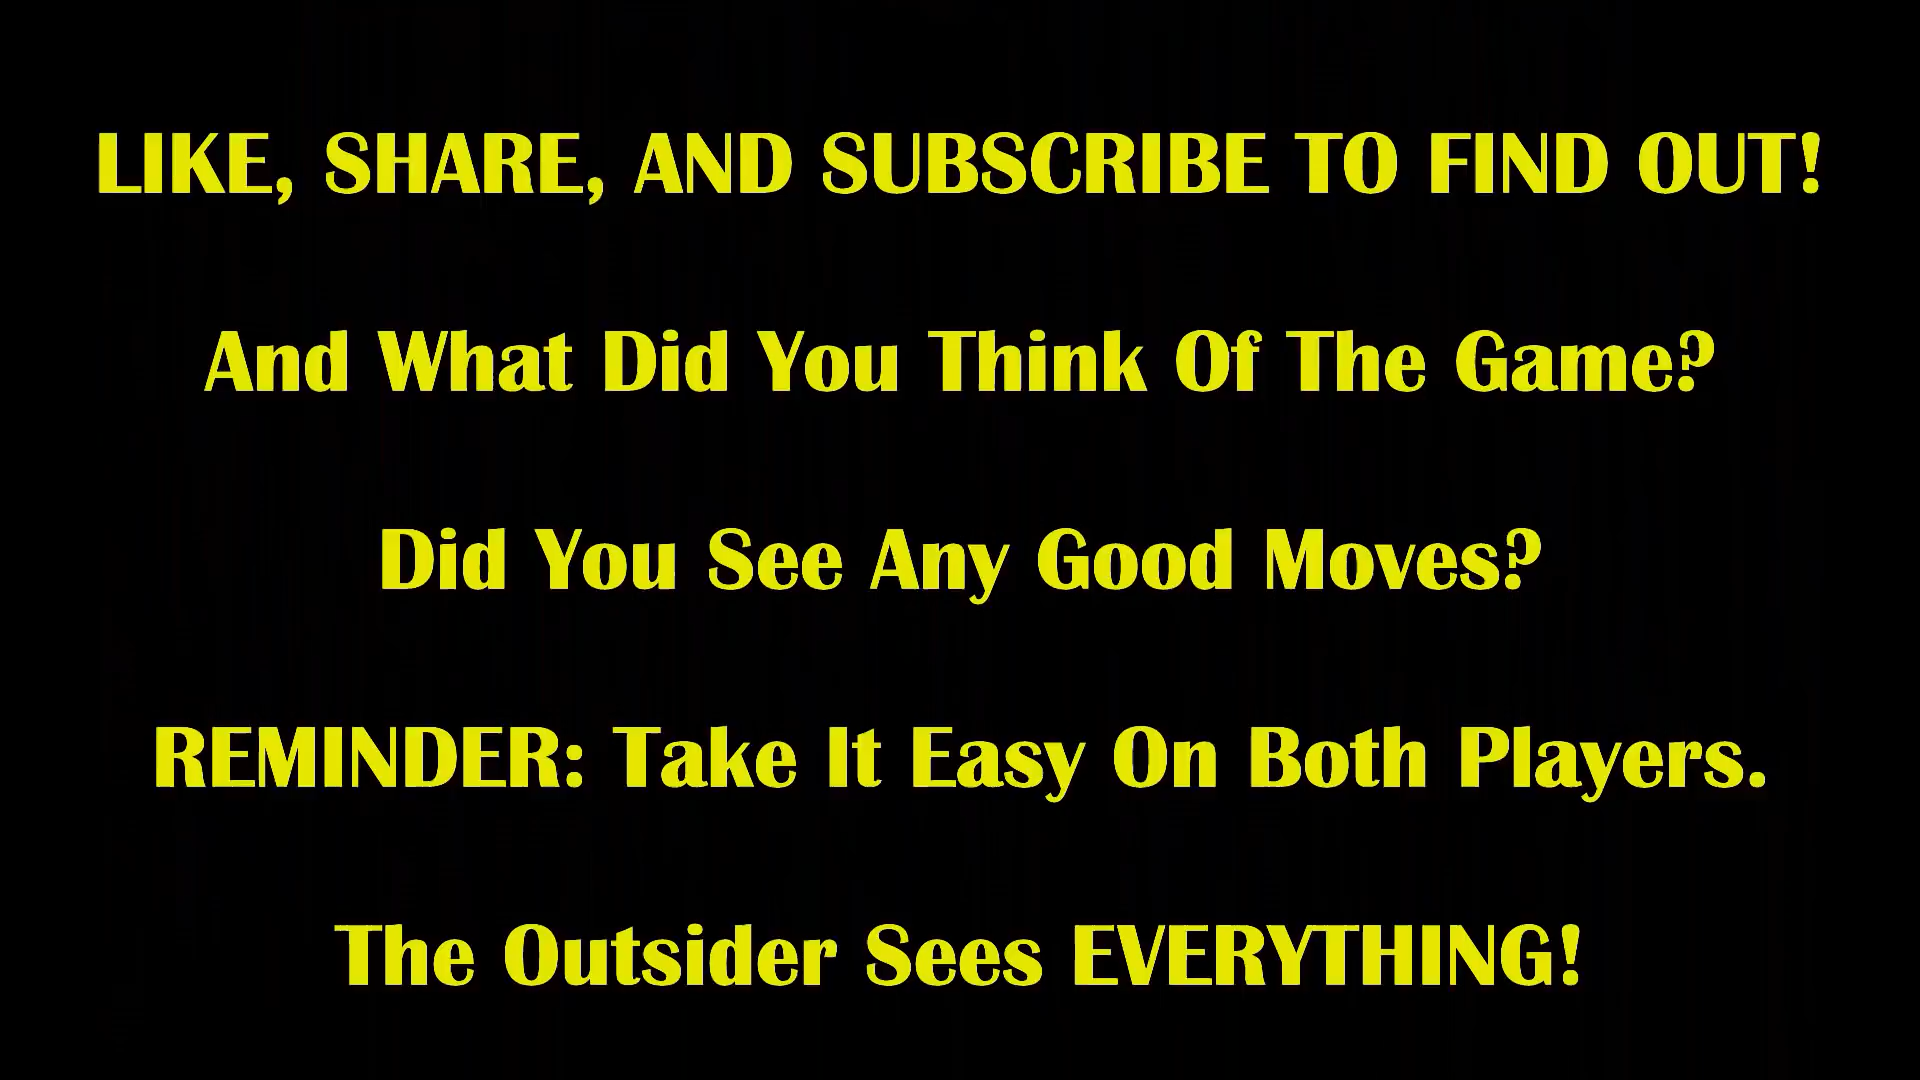 LIKE, SHARE, AND SUBSCRIBE TO FIND OUT!
And What Did You Think Of The Game?
Did You See Any Good Moves?
REMINDER: Take It Easy On Both Players.
The Outsider Sees EVERYTHING!